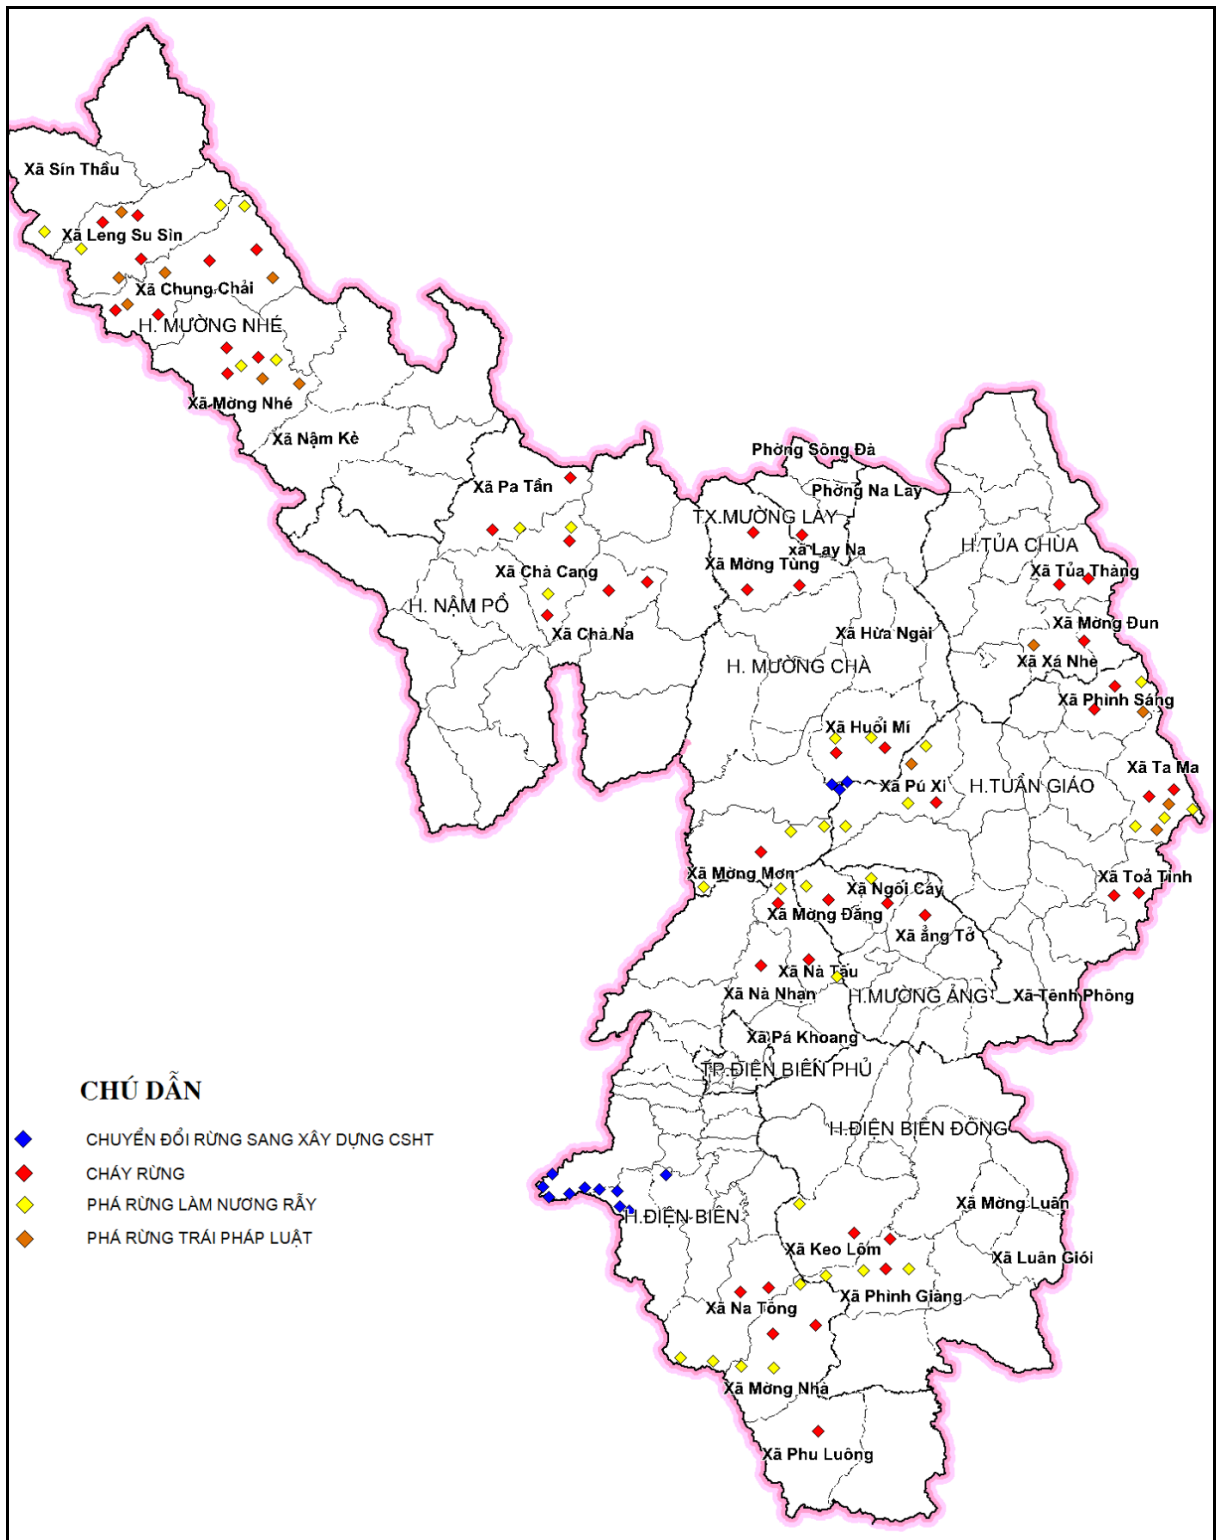 Xã Sín Thầu
Xã Leng Su Sìn
Xã Chung Chải
H. MƯỜNG NHÉ
Xã Mờng Nhé
Xã Nậm Kè
Phờng Sông Đà
Xã Pa Tần
Phờng Na Lay
TX.MƯỜNG LAY
H.TỦA CHÙA
xã Lay Na
Xã Mờng Tùng
Xã Chà Cang
Xã Tủa Thàng
H. NẬM PỒ
Xã Chà Na
Xã Hừa Ngài
Xã Mờng Đun
Xã Xá Nhè
H. MƯỜNG CHÀ
Xã Phình Sáng
Xã Huổi Mí
Xã Ta Ma
Xã Pú Xi
H.TUẦN GIÁO
Xã Mờng Mơn
Xã Ngối Cáy
Xã Toả Tình
Xã Mờng Đăng
Xã ẳng Tở
Xã Nà Tấu
Xã Nà Nhạn
H.MƯỜNG ẢNG
Xã Tênh Phông
Xã Pá Khoang
TP.ĐIỆN BIÊN PHỦ
CHÚ DẪN
H.ĐIỆN BIÊN ĐÔNG
CHUYỂN ĐỔI RỪNG SANG XÂY DỰNG CSHT
CHÁY RỪNG
PHÁ RỪNG LÀM NƯƠNG RẪY
PHÁ RỪNG TRÁI PHÁP LUẬT
Xã Mờng Luân
H.ĐIỆN BIÊN
Xã Keo Lôm
Xã Luân Giói
Xã Phình Giàng
Xã Na Tông
Xã Mờng Nhà
Xã Phu Luông